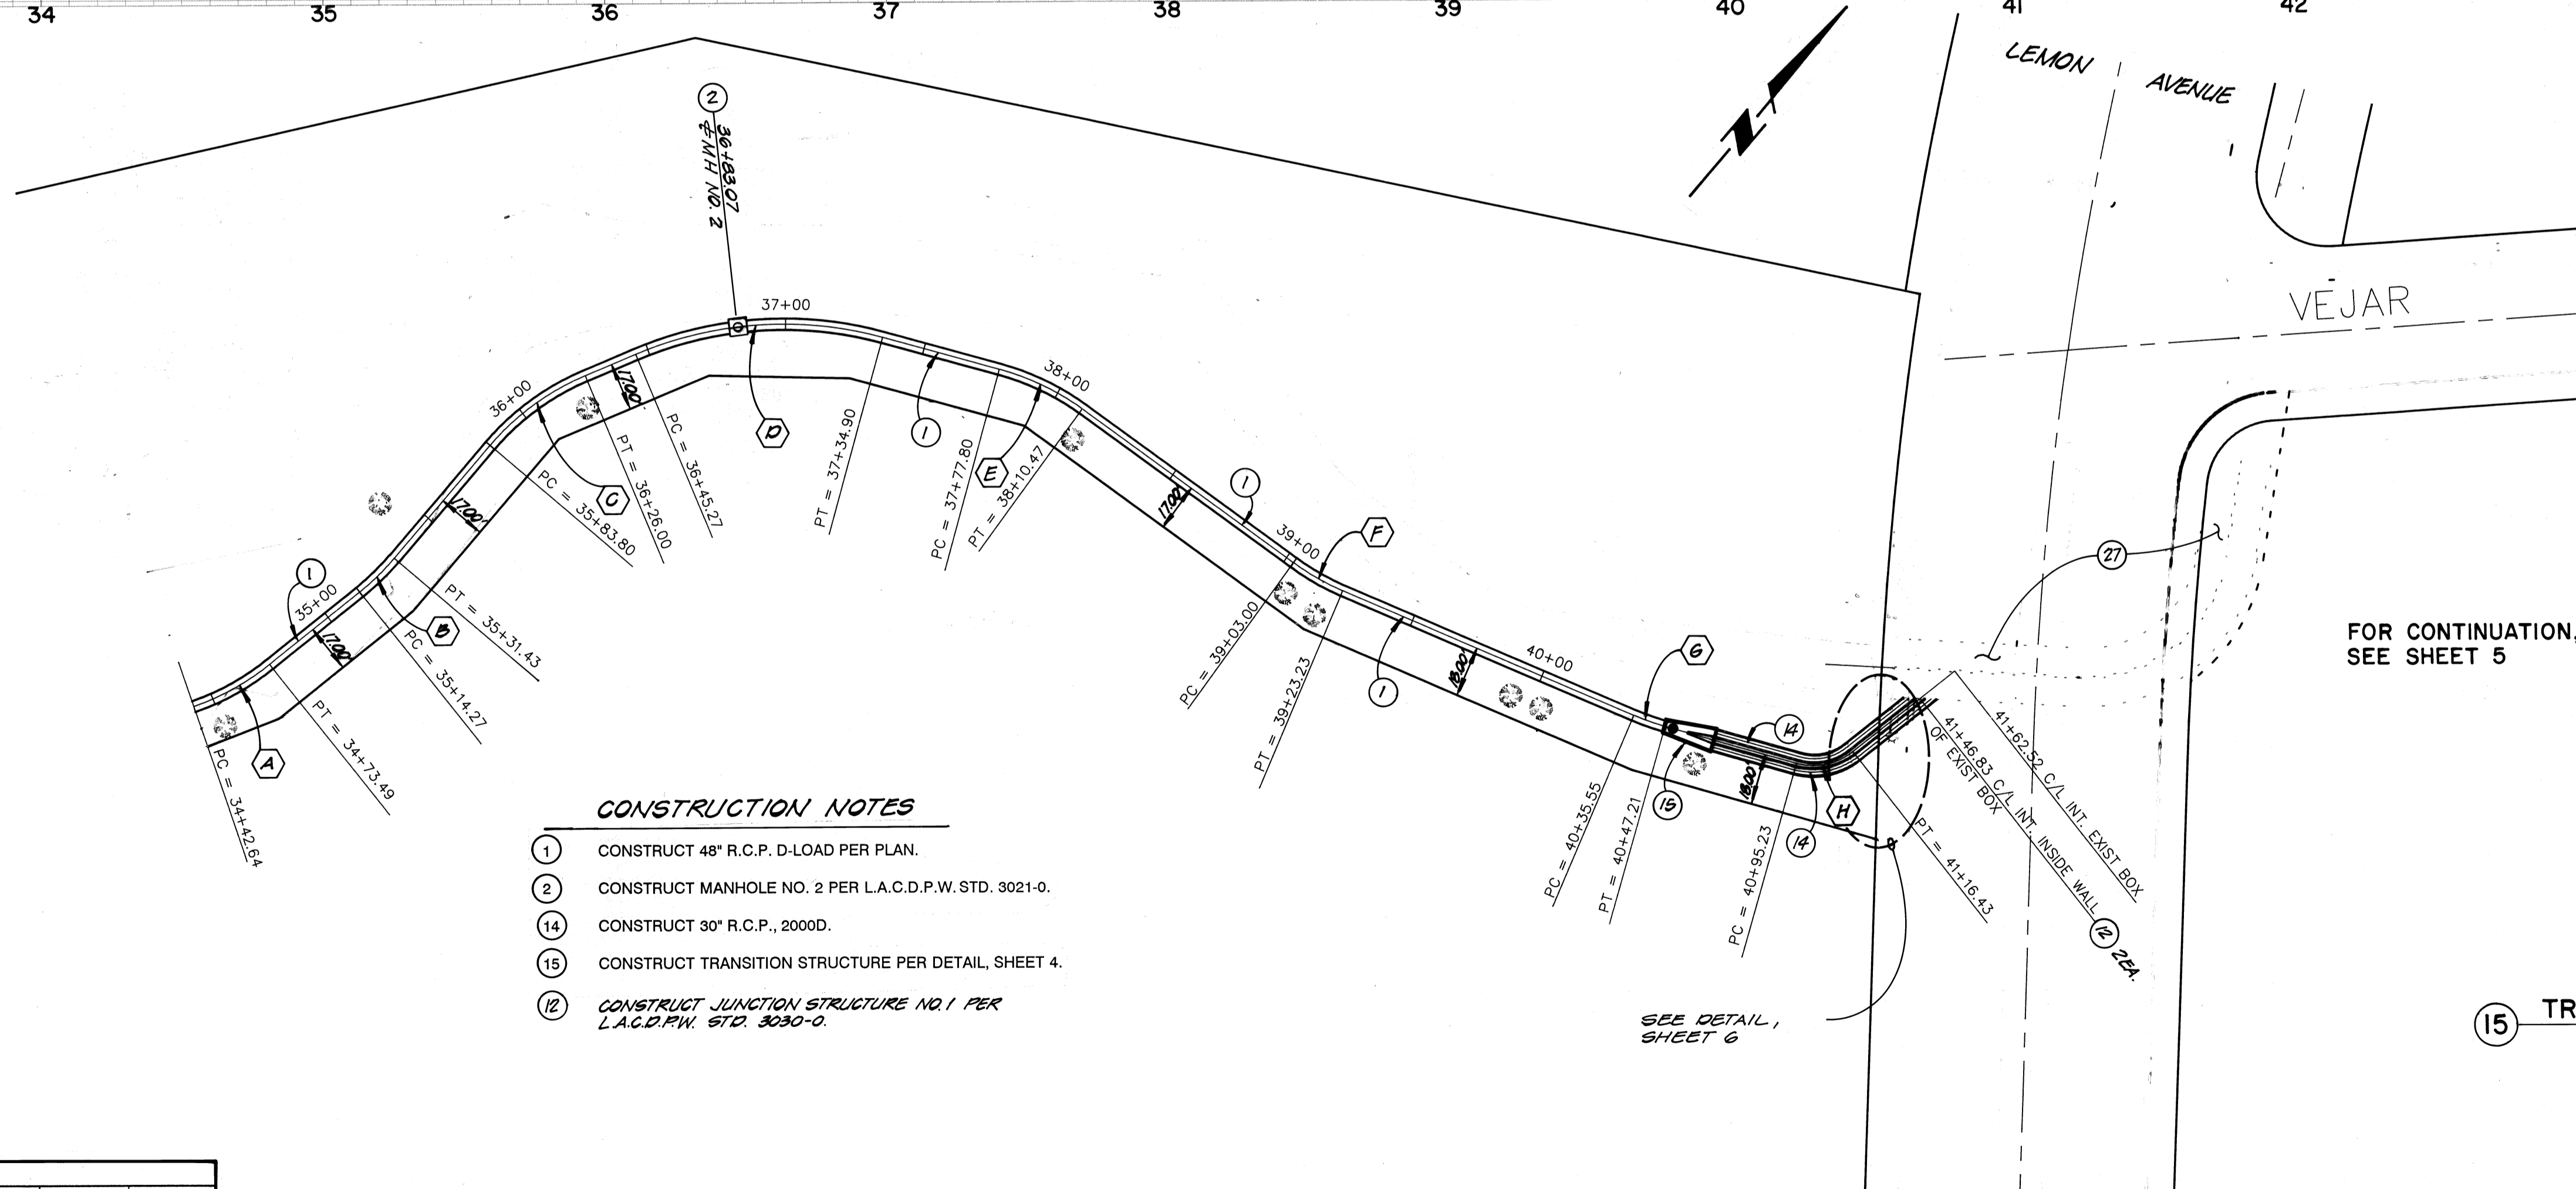 34 35 36 37 38 39 40 41 42
LEMON AVENUE
N
VEJAR
2
36+83.07
℄ MH NO. 2
37+00
36+00
38+00
17.00'
17.00'
17.00'
17.00'
D
1
E
C
1
F
39+00
PC = 36+45.27
PT = 36+26.00
PC = 35+83.80
PT = 37+34.90
PC = 37+77.80
PT = 38+10.47
1
35+00
B
PT = 35+31.43
PC = 35+14.27
PT = 34+73.49
A
PC = 34+42.64
PC = 39+03.00
PT = 39+23.23
1
18.00'
40+00
G
14
15
18.00'
H
14
PC = 40+35.55
PT = 40+47.21
PC = 40+95.23
PT = 41+16.43
41+46.83 C/L INT. INSIDE WALL
OF EXIST BOX
41+62.52 C/L INT. EXIST BOX
12 2EA.
27
FOR CONTINUATION,
SEE SHEET 5
SEE DETAIL,
SHEET 6
15 TR
CONSTRUCTION NOTES
1 CONSTRUCT 48" R.C.P. D-LOAD PER PLAN.
2 CONSTRUCT MANHOLE NO. 2 PER L.A.C.D.P.W. STD. 3021-0.
14 CONSTRUCT 30" R.C.P., 2000D.
15 CONSTRUCT TRANSITION STRUCTURE PER DETAIL, SHEET 4.
12 CONSTRUCT JUNCTION STRUCTURE NO. 1 PER
L.A.C.D.P.W. STD. 3030-0.